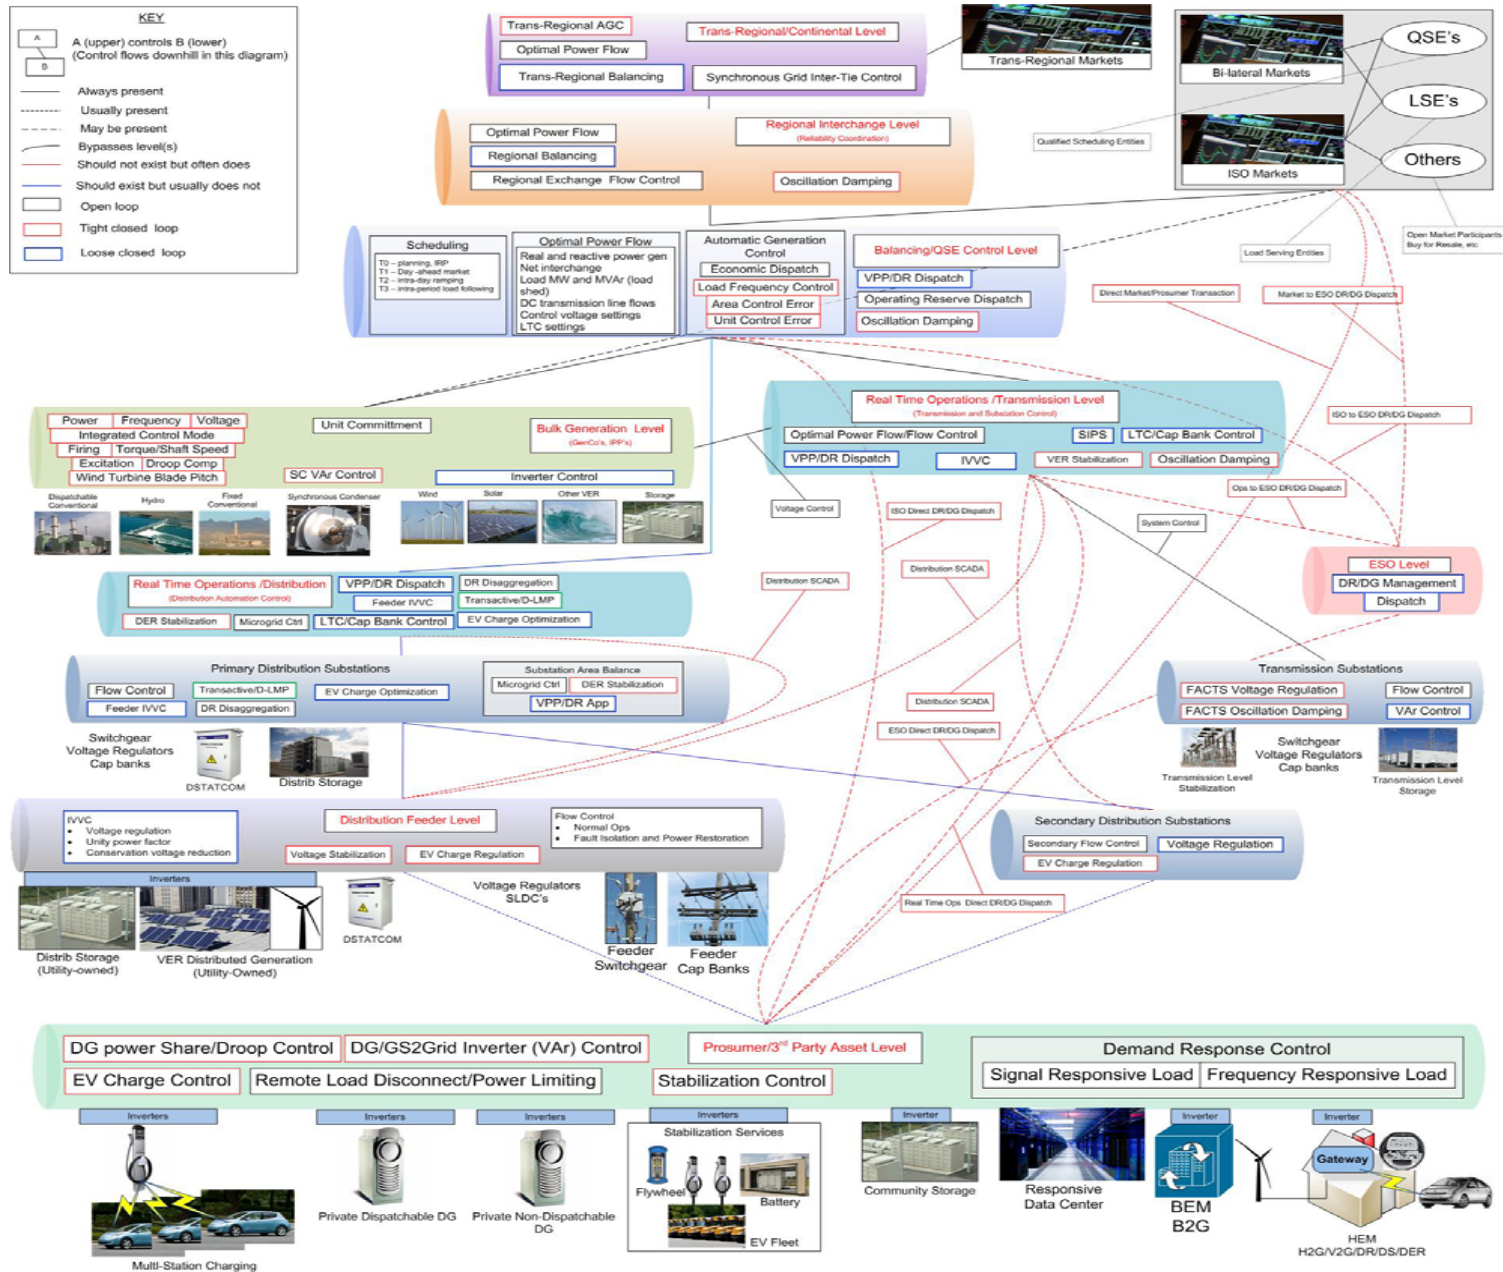 KEY
A
B
A (upper) controls B (lower)
(Control flows downhill in this diagram)
Always present
Usually present
May be present
Bypasses level(s)
Should not exist but often does
Should exist but usually does not
Open loop
Tight closed loop
Loose closed loop
Trans-Regional AGC
Trans-Regional/Continental Level
Optimal Power Flow
Trans-Regional Balancing
Synchronous Grid Inter-Tie Control
Trans-Regional Markets
Bi-lateral Markets
ISO Markets
QSE's
LSE's
Others
Qualified Scheduling Entities
Load Serving Entities
Open Market Participants
Buy for Resale, etc
Optimal Power Flow
Regional Interchange Level
(Reliability Coordination)
Regional Balancing
Regional Exchange Flow Control
Oscillation Damping
Scheduling
T0 – planning, IRP
T1 – Day -ahead market
T2 – intra-day ramping
T3 – intra-period load following
Optimal Power Flow
Real and reactive power gen
Net interchange
Load MW and MVAr (load
shed)
DC transmission line flows
Control voltage settings
LTC settings
Automatic Generation
Control
Economic Dispatch
Load Frequency Control
Area Control Error
Unit Control Error
Balancing/QSE Control Level
VPP/DR Dispatch
Operating Reserve Dispatch
Oscillation Damping
Direct Market/Prosumer Transaction
Market to ESO DR/DG Dispatch
ISO to ESO DR/DG Dispatch
Ops to ESO DR/DG Dispatch
Power
Frequency
Voltage
Integrated Control Mode
Firing
Torque/Shaft Speed
Excitation
Droop Comp
Wind Turbine Blade Pitch
Unit Commitment
Bulk Generation Level
(GenCo's, IPP's)
SC VAr Control
Inverter Control
Dispatchable
Conventional
Hydro
Fixed
Conventional
Synchronous Condenser
Wind
Solar
Other VER
Storage
Real Time Operations /Transmission Level
(Transmission and Substation Control)
Optimal Power Flow/Flow Control
SIPS
LTC/Cap Bank Control
VPP/DR Dispatch
IVVC
VER Stabilization
Oscillation Damping
Voltage Control
ISO Direct DR/DG Dispatch
System Control
Distribution SCADA
Distribution SCADA
ESO Level
DR/DG Management
Dispatch
Real Time Operations /Distribution
(Distribution Automation Control)
VPP/DR Dispatch
DR Disaggregation
Feeder IVVC
Transactive/D-LMP
DER Stabilization
Microgrid Ctrl
LTC/Cap Bank Control
EV Charge Optimization
Primary Distribution Substations
Flow Control
Transactive/D-LMP
EV Charge Optimization
Feeder IVVC
DR Disaggregation
Substation Area Balance
Microgrid Ctrl
DER Stabilization
VPP/DR App
Switchgear
Voltage Regulators
Cap banks
DSTATCOM
Distrib Storage
Distribution SCADA
ESO Direct DR/DG Dispatch
Transmission Substations
FACTS Voltage Regulation
Flow Control
FACTS Oscillation Damping
VAr Control
Switchgear
Voltage Regulators
Cap banks
Transmission Level
Stabilization
Transmission Level
Storage
IVVC
• Voltage regulation
• Unity power factor
• Conservation voltage reduction
Distribution Feeder Level
Voltage Stabilization
EV Charge Regulation
Flow Control
• Normal Ops
• Fault Isolation and Power Restoration
Inverters
Distrib Storage
(Utility-owned)
VER Distributed Generation
(Utility-Owned)
DSTATCOM
Voltage Regulators
SLDC's
Feeder
Switchgear
Feeder
Cap Banks
Secondary Distribution Substations
Secondary Flow Control
Voltage Regulation
EV Charge Regulation
Real Time Ops Direct DR/DG Dispatch
DG power Share/Droop Control
DG/GS2Grid Inverter (VAr) Control
Prosumer/3rd Party Asset Level
EV Charge Control
Remote Load Disconnect/Power Limiting
Stabilization Control
Demand Response Control
Signal Responsive Load
Frequency Responsive Load
Inverters
Inverters
Inverters
Inverters
Inverter
Inverter
Inverter
Multi-Station Charging
Private Dispatchable DG
Private Non-Dispatchable
DG
Stabilization Services
Flywheel
Battery
EV Fleet
Community Storage
Responsive
Data Center
BEM
B2G
Gateway
HEM
H2G/V2G/DR/DS/DER